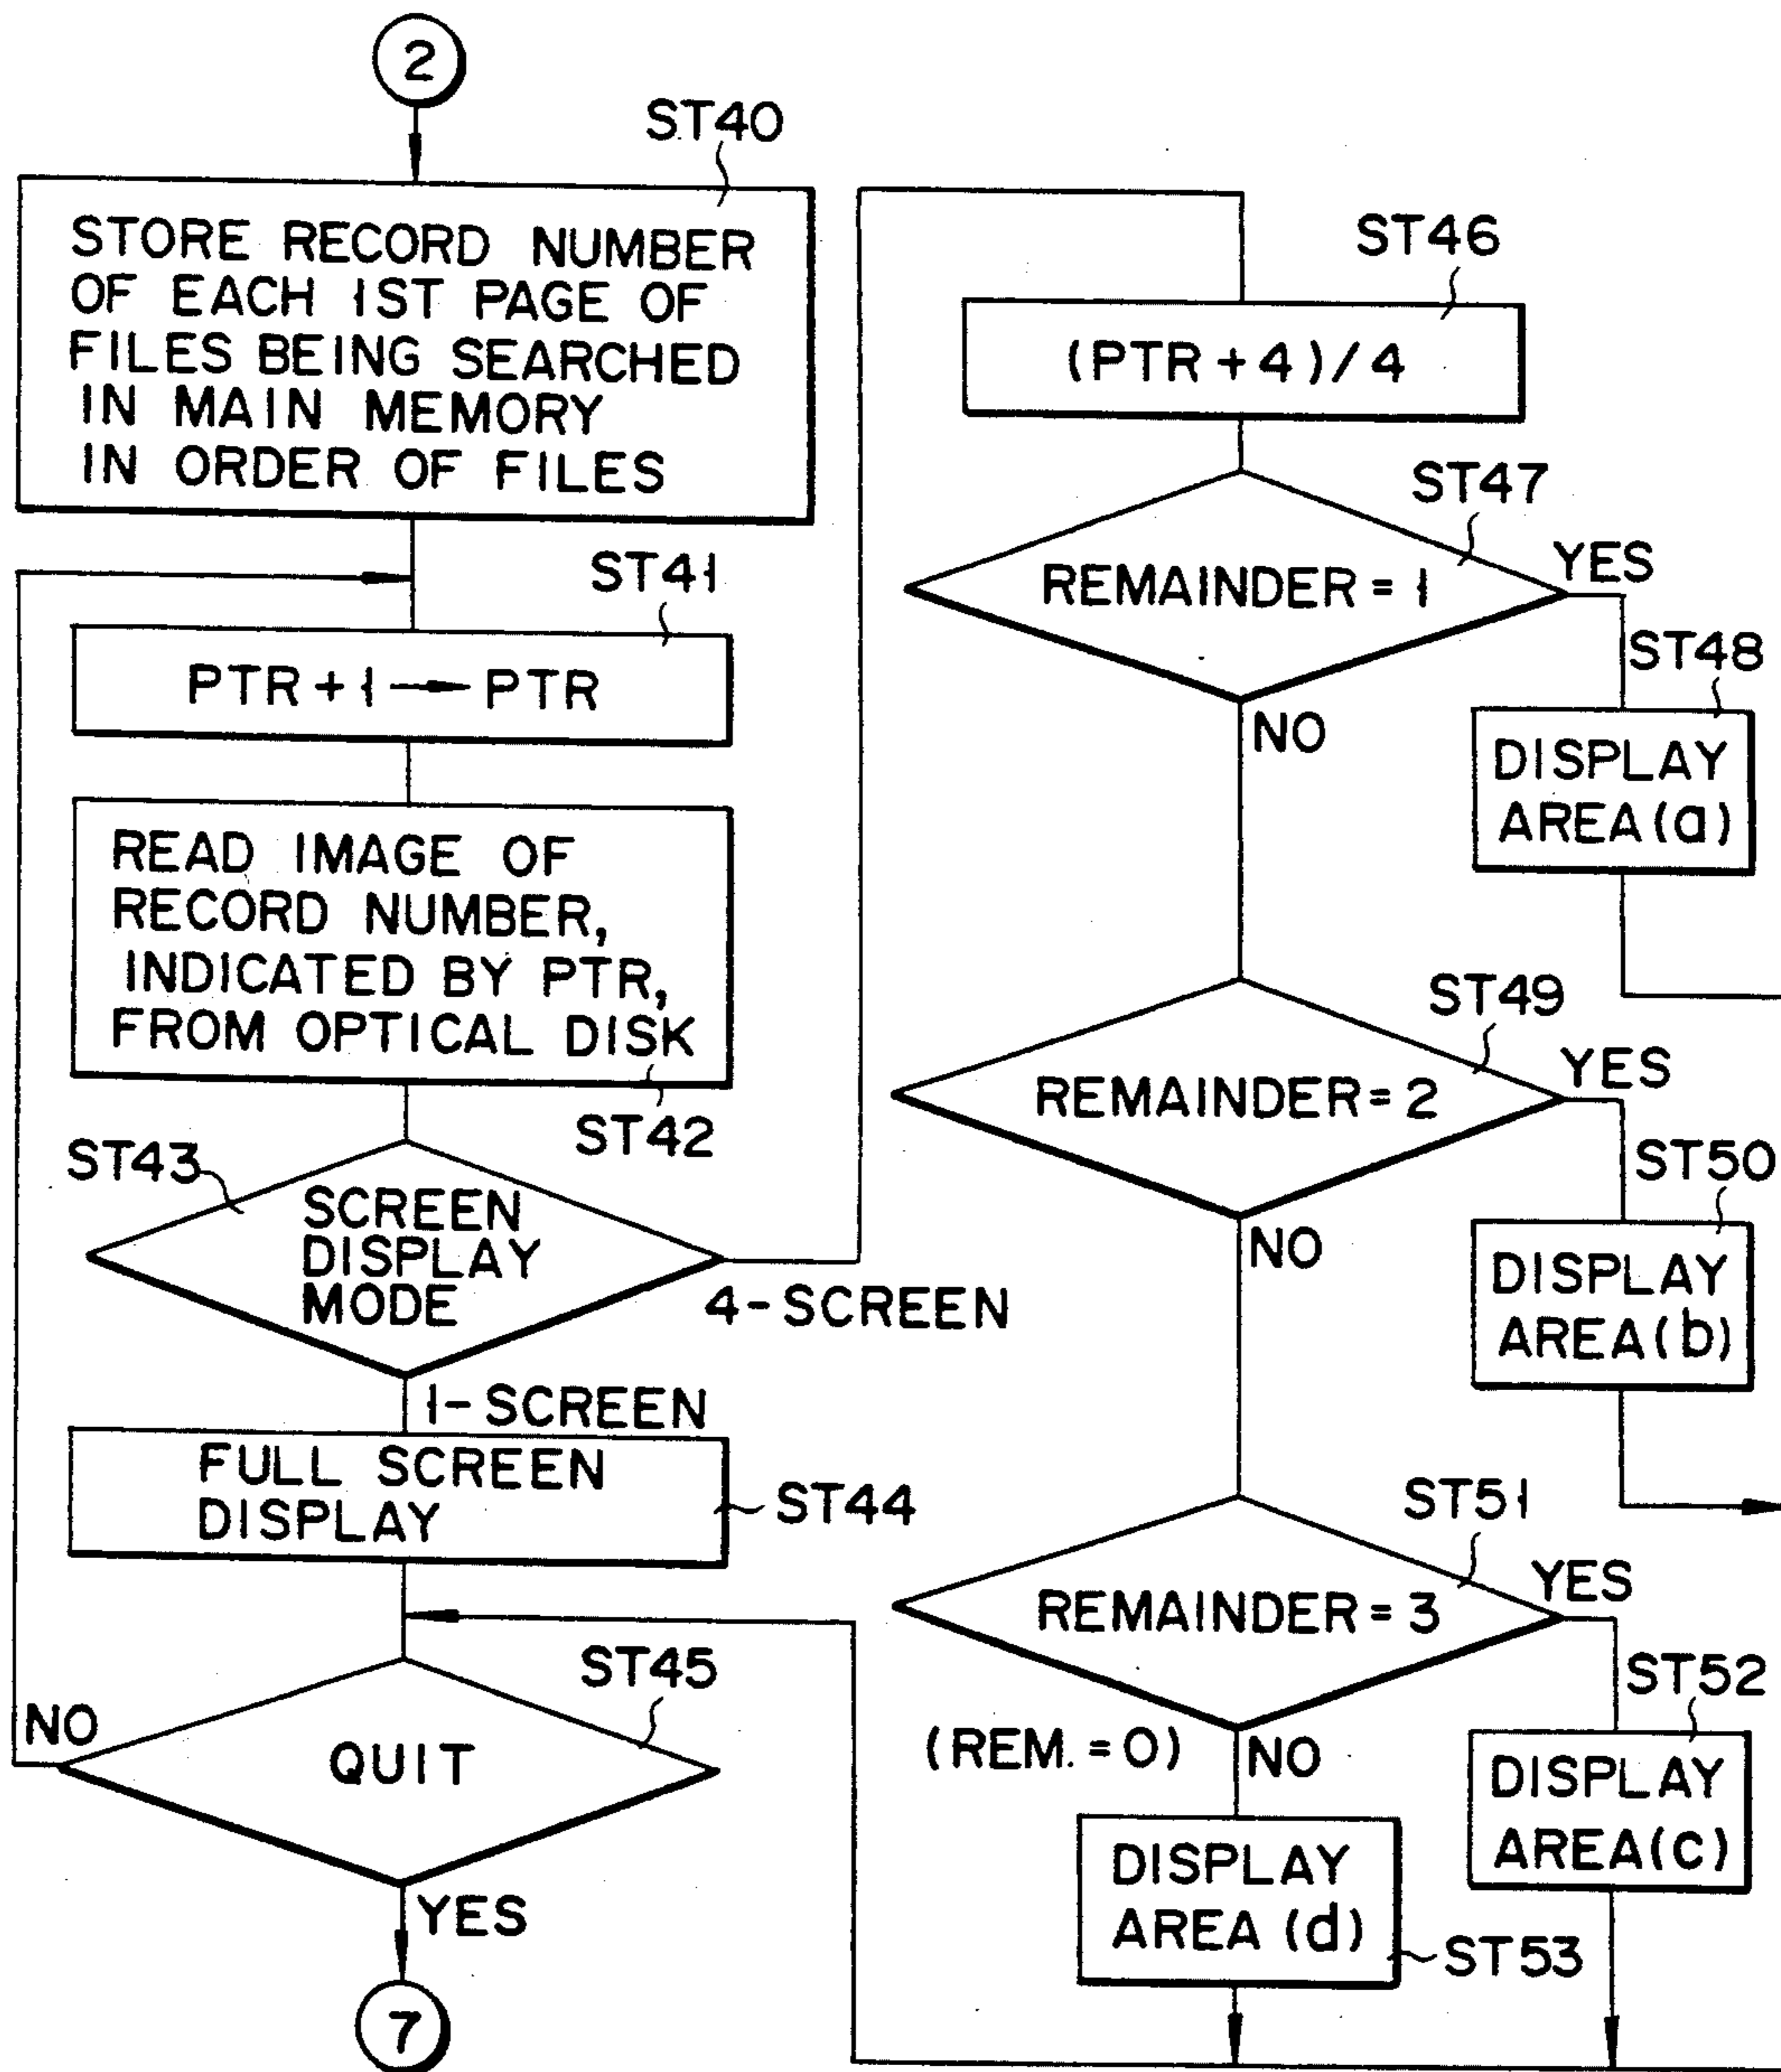 2
ST40
STORE RECORD NUMBER
OF EACH 1ST PAGE OF
FILES BEING SEARCHED
IN MAIN MEMORY
IN ORDER OF FILES
ST41
PTR + 1 → PTR
READ IMAGE OF
RECORD NUMBER,
INDICATED BY PTR,
FROM OPTICAL DISK
ST42
ST43
SCREEN
DISPLAY
MODE
4-SCREEN
1-SCREEN
FULL SCREEN
DISPLAY
ST44
ST45
NO
QUIT
YES
7
ST46
(PTR + 4) / 4
ST47
REMAINDER = 1
YES
NO
ST48
DISPLAY
AREA (a)
ST49
REMAINDER = 2
YES
NO
ST50
DISPLAY
AREA (b)
ST51
REMAINDER = 3
YES
(REM. = 0)
NO
ST52
DISPLAY
AREA (c)
DISPLAY
AREA (d)
ST53